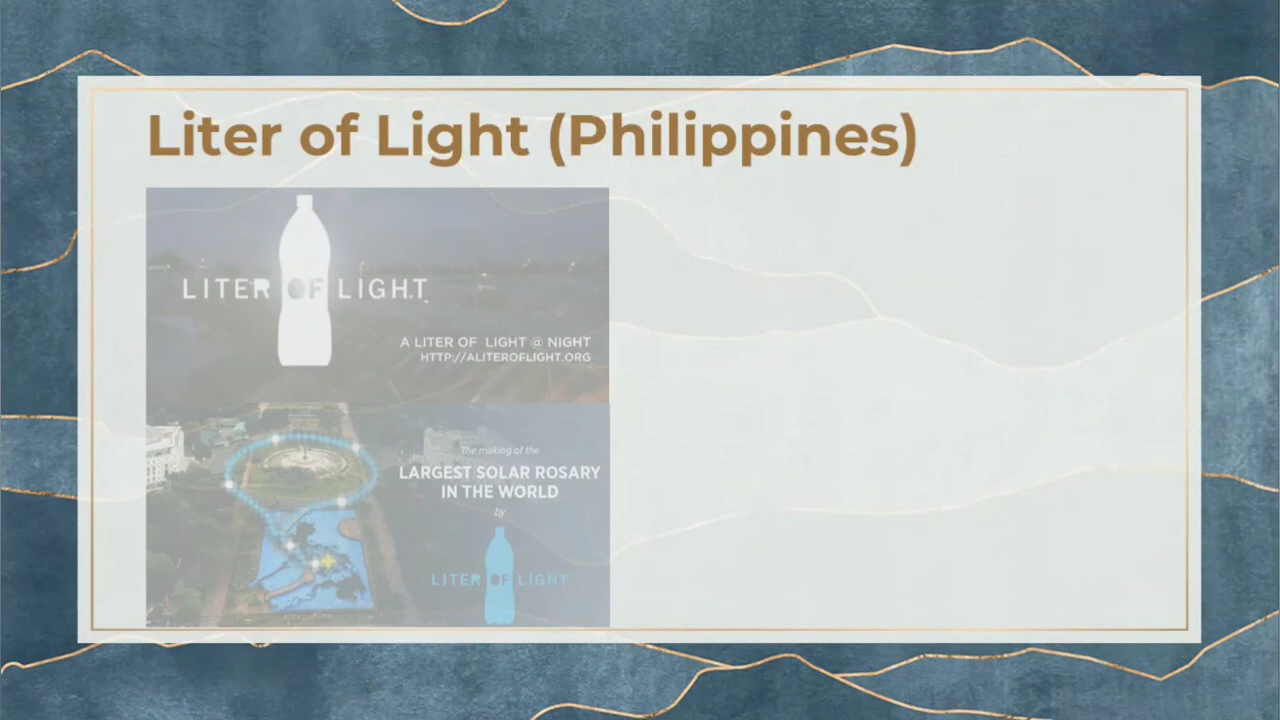 Liter of Light (Philippines)
LITER OF LIGHT
A LITER OF LIGHT @ NIGHT
HTTP://ALITEROFLIGHT.ORG
The making of the
LARGEST SOLAR ROSARY
IN THE WORLD
by
LITER OF LIGHT